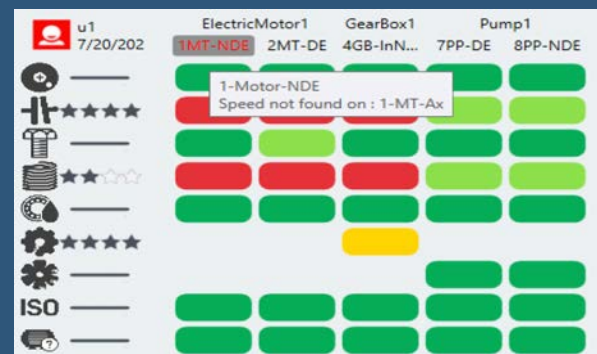 u1
7/20/202
ElectricMotor1
GearBox1
Pump1
1MT-NDE
2MT-DE
4GB-InN...
7PP-DE
8PP-NDE
1-Motor-NDE
Speed not found on : 1-MT-Ax
ISO
?